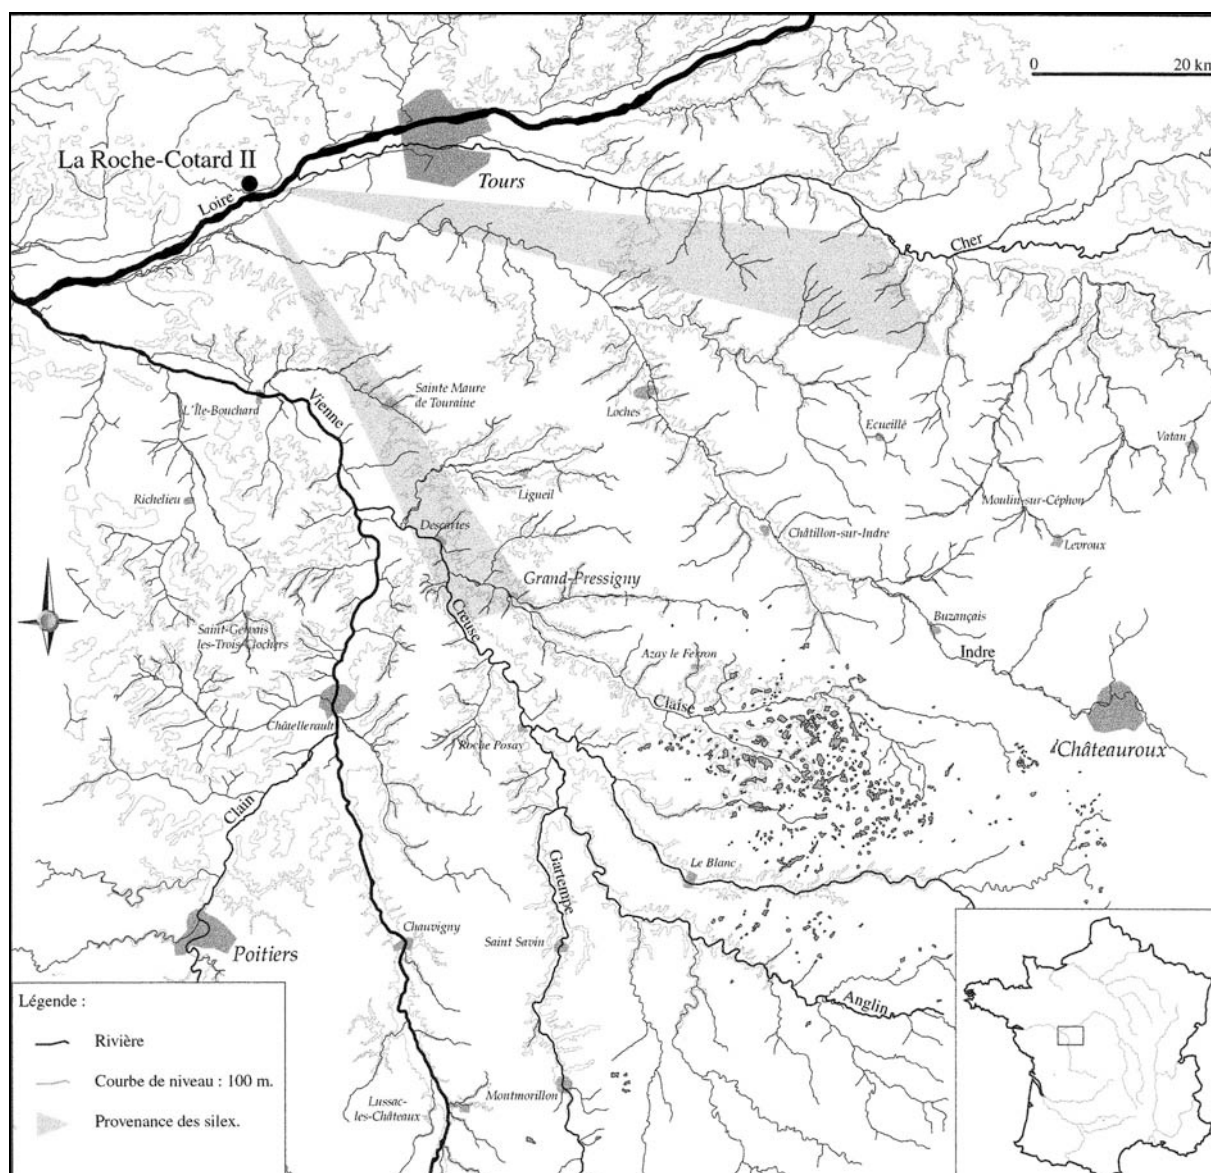 0 20 km
La Roche-Cotard II
Loire
Tours
Cher
Vienne
Sainte Maure
de Touraine
L'Île-Bouchard
Loches
Ecueillé
Vatan
Richelieu
Ligueil
Descartes
Moulin-sur-Céphon
Châtillon-sur-Indre
Levroux
Grand-Pressigny
Creuse
Saint-Gervais
les-Trois-Clochers
Buzançais
Indre
Azay le Ferron
Claise
Châtellerault
Roche Posay
Châteauroux
Clain
Gartempe
Le Blanc
Chauvigny
Saint Savin
Poitiers
Anglin
Légende :
Rivière
Courbe de niveau : 100 m.
Provenance des silex.
Lussac-
les-Châteaux
Montmorillon